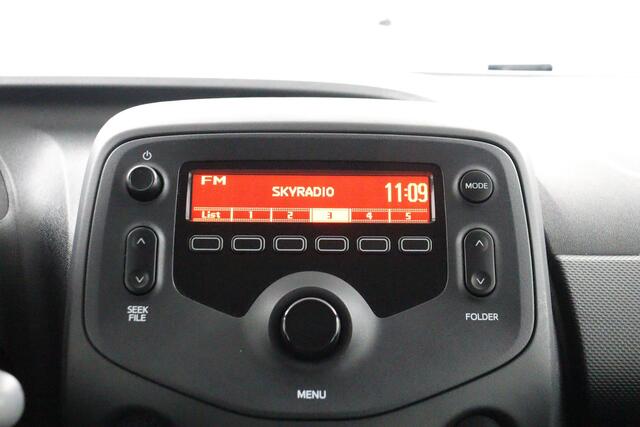 FM
SKYRADIO
11:09
List 1 2 3 4 5
MODE
SEEK
FILE
FOLDER
MENU